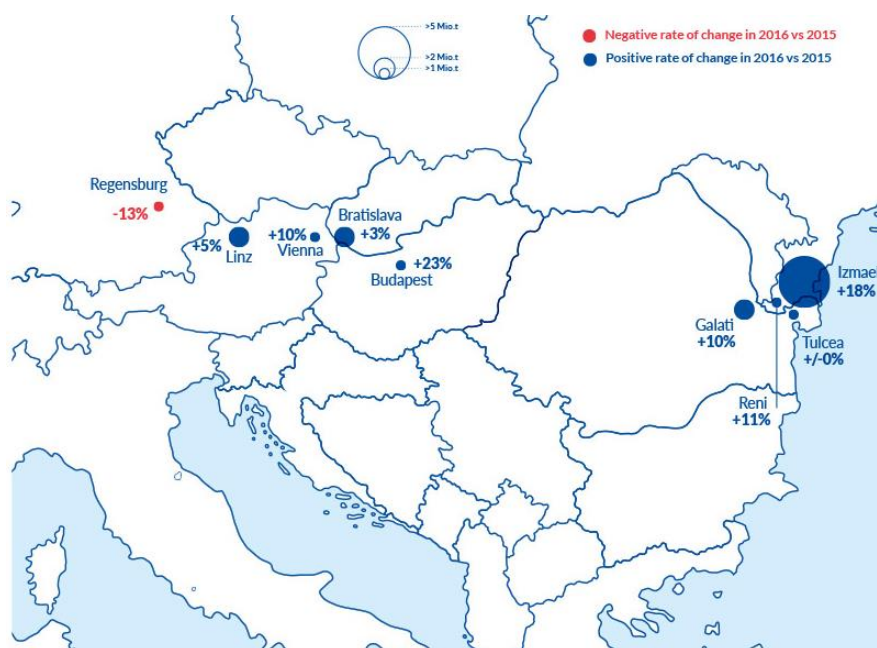 >5 Mio.t
>2 Mio.t
>1 Mio.t
Negative rate of change in 2016 vs 2015
Positive rate of change in 2016 vs 2015
Regensburg
-13%
+5%
Linz
+10%
Vienna
Bratislava
+3%
+23%
Budapest
Izmael
+18%
Galati
+10%
Tulcea
+/-0%
Reni
+11%